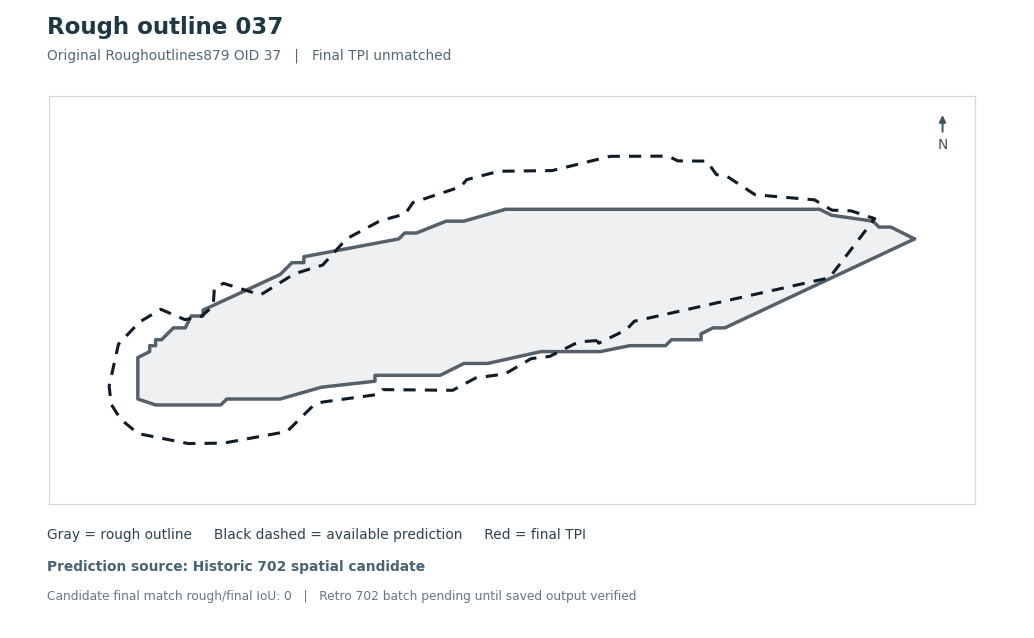 Rough outline 037
Original Roughoutlines879 OID 37   |   Final TPI unmatched
N
Gray = rough outline     Black dashed = available prediction     Red = final TPI
Prediction source: Historic 702 spatial candidate
Candidate final match rough/final IoU: 0   |   Retro 702 batch pending until saved output verified